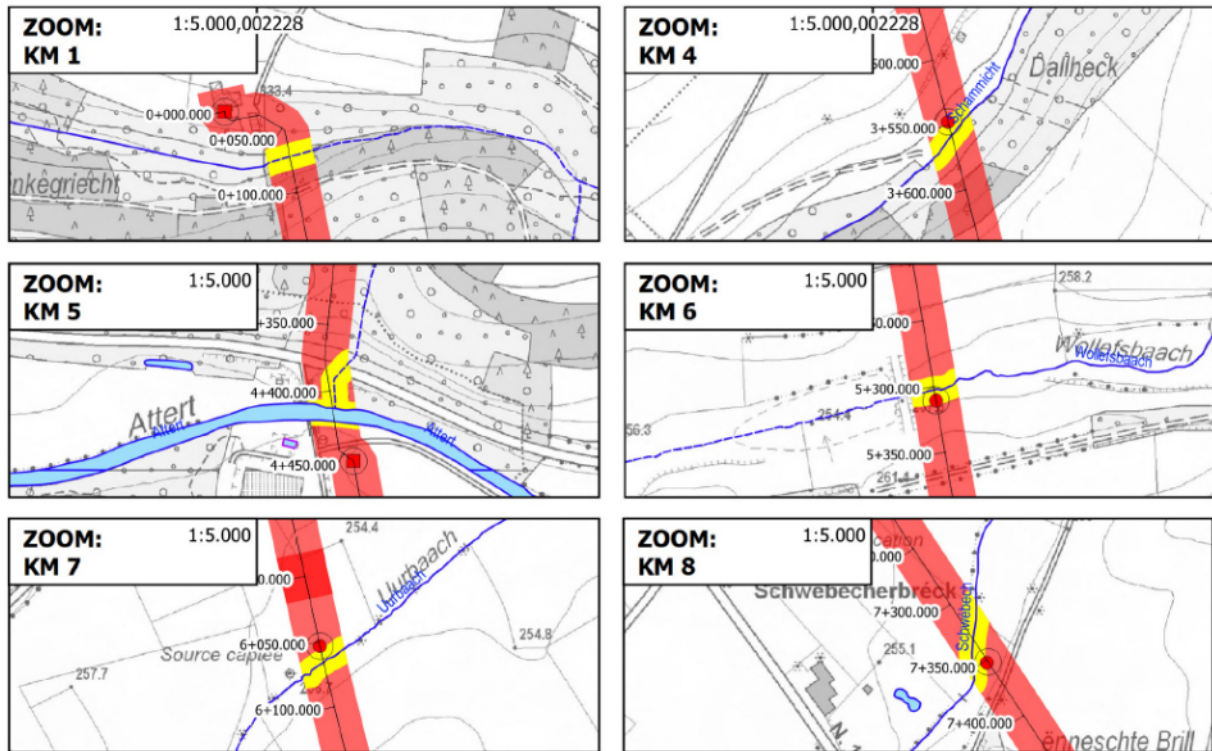 ZOOM:
KM 1
1:5.000,002228
333.4
0+000.000
0+050.000
0+100.000
nkegriecht
ZOOM:
KM 4
1:5.000,002228
500.000
Dallheck
Schammicht
3+550.000
3+600.000
ZOOM:
KM 5
1:5.000
+350.000
4+400.000
Attert
Attert
Attert
4+450.000
ZOOM:
KM 6
1:5.000
258.2
50.000
Wollefsbaach
Wollefsbaach
5+300.000
254.4
56.3
5+350.000
261.4
ZOOM:
KM 7
1:5.000
254.4
0.000
Uurbaach
Uurbaach
6+050.000
254.8
Source captée
257.7
6+100.000
ZOOM:
KM 8
1:5.000
cation
0.000
Schwebecherbréck
Schwebech
7+300.000
255.1
7+350.000
7+400.000
N.
ënneschte Brill